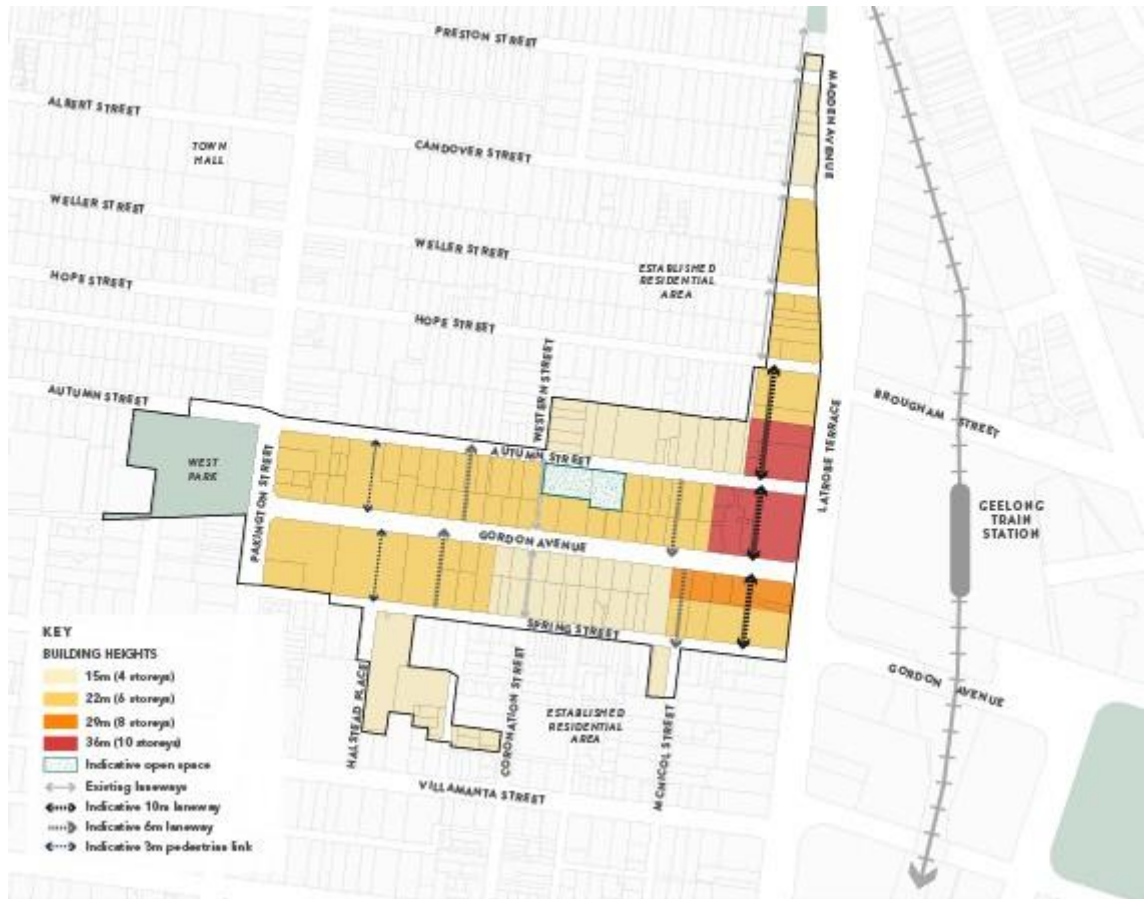 PRESTON STREET
MADDEN AVENUE
ALBERT STREET
TOWN
HALL
CANDOVER STREET
WELLER STREET
WELLER STREET
ESTABLISHED
RESIDENTIAL
AREA
HOPE STREET
HOPE STREET
WESTERN STREET
AUTUMN STREET
BROUGHAM STREET
LATROBE TERRACE
AUTUMN STREET
WEST
PARK
PAKINGTON STREET
GEELONG
TRAIN
STATION
GORDON AVENUE
SPRING STREET
GORDON AVENUE
HALSTEAD PLACE
CORONATION STREET
ESTABLISHED
RESIDENTIAL
AREA
MCNICOL STREET
VILLAMANTA STREET
KEY
BUILDING HEIGHTS
15m (4 storeys)
22m (6 storeys)
29m (8 storeys)
36m (10 storeys)
Indicative open space
Existing laneways
Indicative 10m laneway
Indicative 6m laneway
Indicative 3m pedestrian link